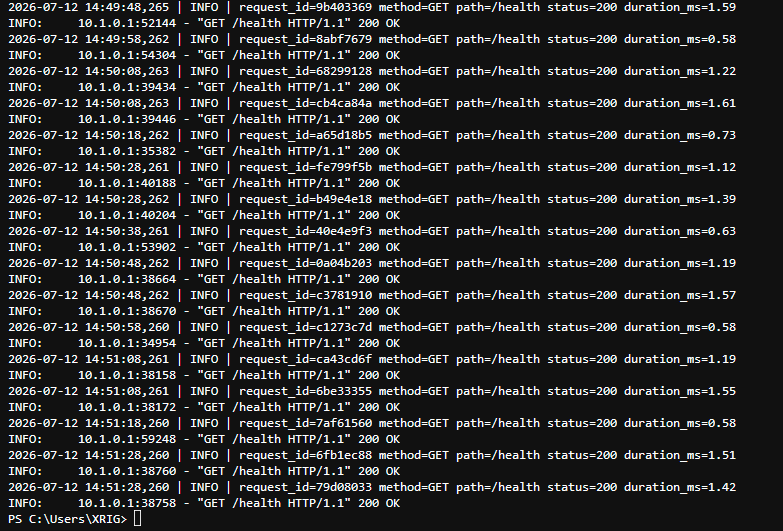 2026-07-12 14:49:48,265 | INFO | request_id=9b403369 method=GET path=/health status=200 duration_ms=1.59
INFO:     10.1.0.1:52144 - "GET /health HTTP/1.1" 200 OK
2026-07-12 14:49:58,262 | INFO | request_id=8abf7679 method=GET path=/health status=200 duration_ms=0.58
INFO:     10.1.0.1:54304 - "GET /health HTTP/1.1" 200 OK
2026-07-12 14:50:08,263 | INFO | request_id=68299128 method=GET path=/health status=200 duration_ms=1.22
INFO:     10.1.0.1:39434 - "GET /health HTTP/1.1" 200 OK
2026-07-12 14:50:08,263 | INFO | request_id=cb4ca84a method=GET path=/health status=200 duration_ms=1.61
INFO:     10.1.0.1:39446 - "GET /health HTTP/1.1" 200 OK
2026-07-12 14:50:18,262 | INFO | request_id=a65d18b5 method=GET path=/health status=200 duration_ms=0.73
INFO:     10.1.0.1:35382 - "GET /health HTTP/1.1" 200 OK
2026-07-12 14:50:28,261 | INFO | request_id=fe799f5b method=GET path=/health status=200 duration_ms=1.12
INFO:     10.1.0.1:40188 - "GET /health HTTP/1.1" 200 OK
2026-07-12 14:50:28,262 | INFO | request_id=b49e4e18 method=GET path=/health status=200 duration_ms=1.39
INFO:     10.1.0.1:40204 - "GET /health HTTP/1.1" 200 OK
2026-07-12 14:50:38,261 | INFO | request_id=40e4e9f3 method=GET path=/health status=200 duration_ms=0.63
INFO:     10.1.0.1:53902 - "GET /health HTTP/1.1" 200 OK
2026-07-12 14:50:48,262 | INFO | request_id=0a04b203 method=GET path=/health status=200 duration_ms=1.19
INFO:     10.1.0.1:38664 - "GET /health HTTP/1.1" 200 OK
2026-07-12 14:50:48,262 | INFO | request_id=c3781910 method=GET path=/health status=200 duration_ms=1.57
INFO:     10.1.0.1:38670 - "GET /health HTTP/1.1" 200 OK
2026-07-12 14:50:58,260 | INFO | request_id=c1273c7d method=GET path=/health status=200 duration_ms=0.58
INFO:     10.1.0.1:34954 - "GET /health HTTP/1.1" 200 OK
2026-07-12 14:51:08,261 | INFO | request_id=ca43cd6f method=GET path=/health status=200 duration_ms=1.19
INFO:     10.1.0.1:38158 - "GET /health HTTP/1.1" 200 OK
2026-07-12 14:51:08,261 | INFO | request_id=6be33355 method=GET path=/health status=200 duration_ms=1.55
INFO:     10.1.0.1:38172 - "GET /health HTTP/1.1" 200 OK
2026-07-12 14:51:18,260 | INFO | request_id=7af61560 method=GET path=/health status=200 duration_ms=0.58
INFO:     10.1.0.1:59248 - "GET /health HTTP/1.1" 200 OK
2026-07-12 14:51:28,260 | INFO | request_id=6fb1ec88 method=GET path=/health status=200 duration_ms=1.51
INFO:     10.1.0.1:38760 - "GET /health HTTP/1.1" 200 OK
2026-07-12 14:51:28,260 | INFO | request_id=79d08033 method=GET path=/health status=200 duration_ms=1.42
INFO:     10.1.0.1:38758 - "GET /health HTTP/1.1" 200 OK
PS C:\Users\XRIG>